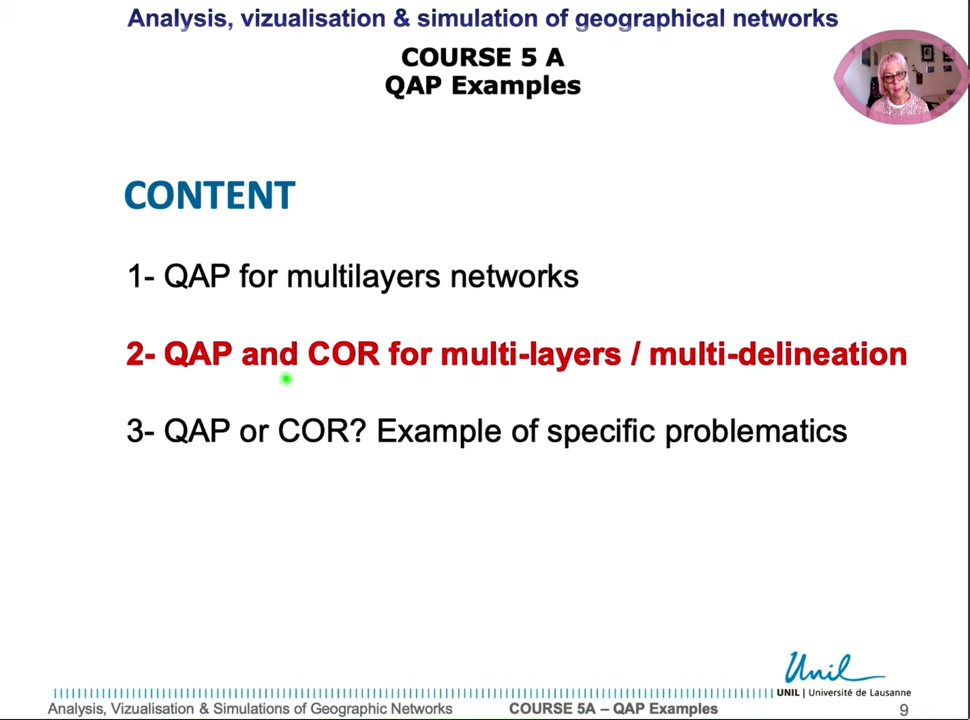 Analysis, vizualisation & simulation of geographical networks
COURSE 5 A
QAP Examples
CONTENT
1- QAP for multilayers networks
2- QAP and COR for multi-layers / multi-delineation
3- QAP or COR? Example of specific problematics
Unil
UNIL | Université de Lausanne
Analysis, Vizualisation & Simulations of Geographic Networks
COURSE 5A – QAP Examples
9